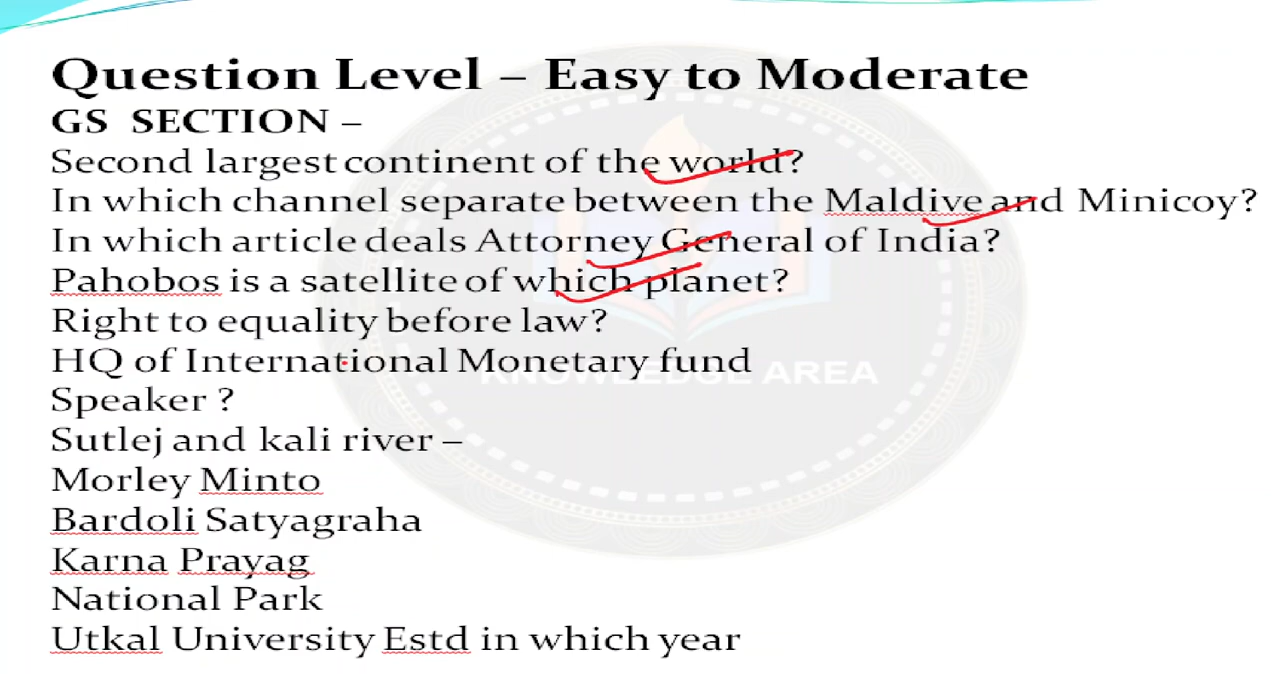 Question Level – Easy to Moderate
GS SECTION –
Second largest continent of the world?
In which channel separate between the Maldive and Minicoy?
In which article deals Attorney General of India?
Pahobos is a satellite of which planet?
Right to equality before law?
HQ of International Monetary fund
KNOWLEDGE AREA
Speaker ?
Sutlej and kali river –
Morley Minto
Bardoli Satyagraha
Karna Prayag
National Park
Utkal University Estd in which year